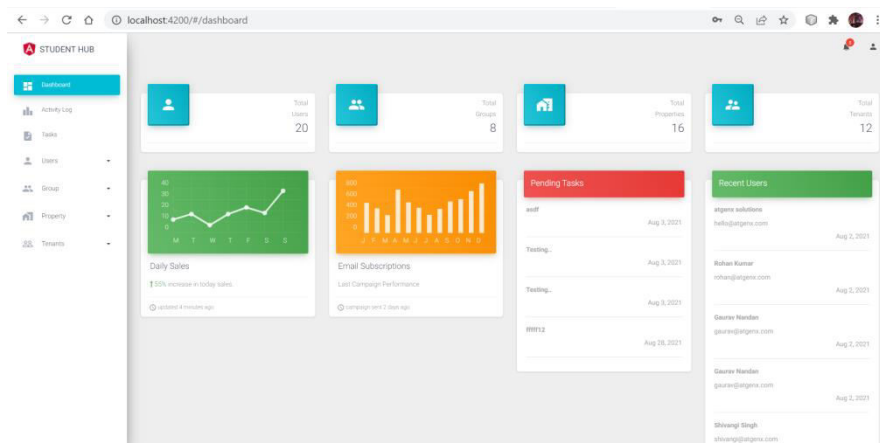 localhost:4200/#/dashboard
STUDENT HUB
Dashboard
Activity Log
Tasks
Users
Group
Property
Tenants
Total
Users
20
Total
Groups
8
Total
Properties
16
Total
Tenants
12
40
30
20
10
0
M T W T F S S
Daily Sales
55% increase in today sales.
updated 4 minutes ago
800
600
400
200
0
J F M A M J J A S O N D
Email Subscriptions
Last Campaign Performance
campaign sent 2 days ago
Pending Tasks
asdf
Aug 3, 2021
Testing..
Aug 3, 2021
Testing..
Aug 3, 2021
Aug 28, 2021
Recent Users
atgenx solutions
hello@atgenx.com
Aug 2, 2021
Rohan Kumar
rohan@atgenx.com
Aug 2, 2021
Gaurav Nandan
gaurav@atgenx.com
Aug 2, 2021
Gaurav Nandan
gaurav@atgenx.com
Aug 2, 2021
Shivangi Singh
shivangi@atgenx.com